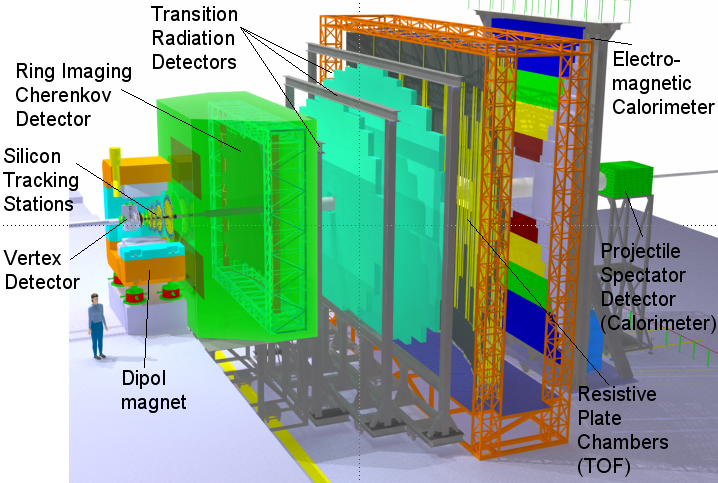 Transition
Radiation
Detectors
Electro-
magnetic
Calorimeter
Ring Imaging
Cherenkov
Detector
Silicon
Tracking
Stations
Vertex
Detector
Projectile
Spectator
Detector
(Calorimeter)
Dipol
magnet
Resistive
Plate
Chambers
(TOF)